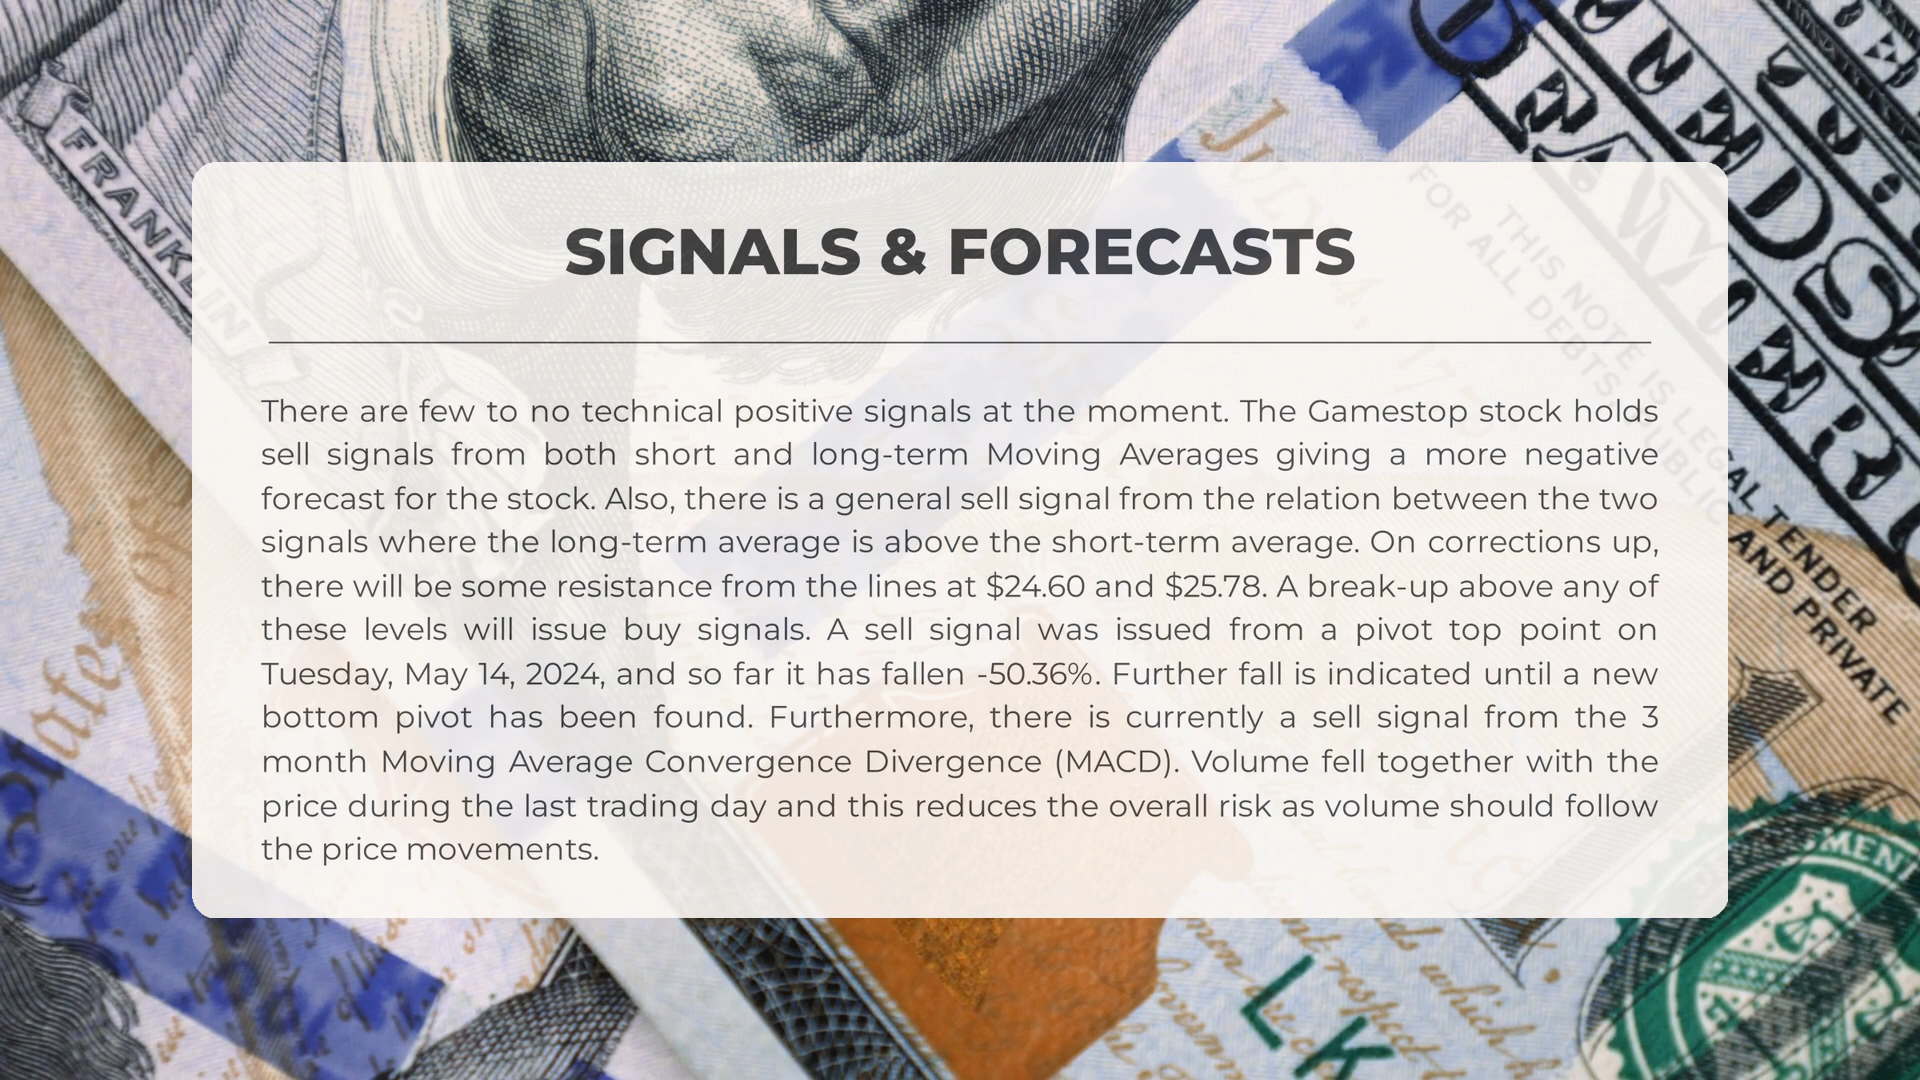 FRANKLIN
JULY 4, 1776
THIS NOTE IS LEGAL TENDER
FOR ALL DEBTS PUBLIC AND PRIVATE
SIGNALS & FORECASTS
There are few to no technical positive signals at the moment. The Gamestop stock holds
sell signals from both short and long-term Moving Averages giving a more negative
forecast for the stock. Also, there is a general sell signal from the relation between the two
signals where the long-term average is above the short-term average. On corrections up,
there will be some resistance from the lines at $24.60 and $25.78. A break-up above any of
these levels will issue buy signals. A sell signal was issued from a pivot top point on
Tuesday, May 14, 2024, and so far it has fallen -50.36%. Further fall is indicated until a new
bottom pivot has been found. Furthermore, there is currently a sell signal from the 3
month Moving Average Convergence Divergence (MACD). Volume fell together with the
price during the last trading day and this reduces the overall risk as volume should follow
the price movements.
L K